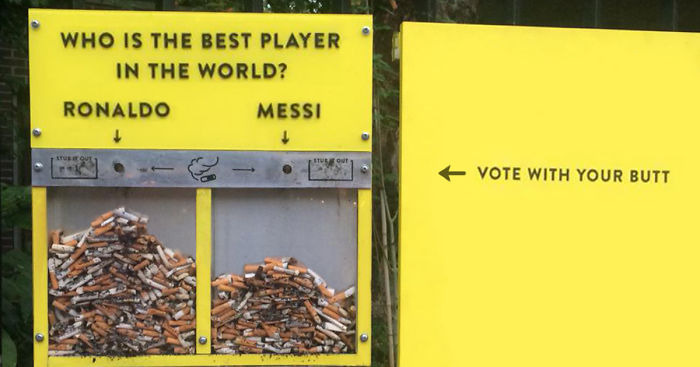 WHO IS THE BEST PLAYER
IN THE WORLD?
RONALDO MESSI
STUB IT OUT STUB IT OUT
VOTE WITH YOUR BUTT